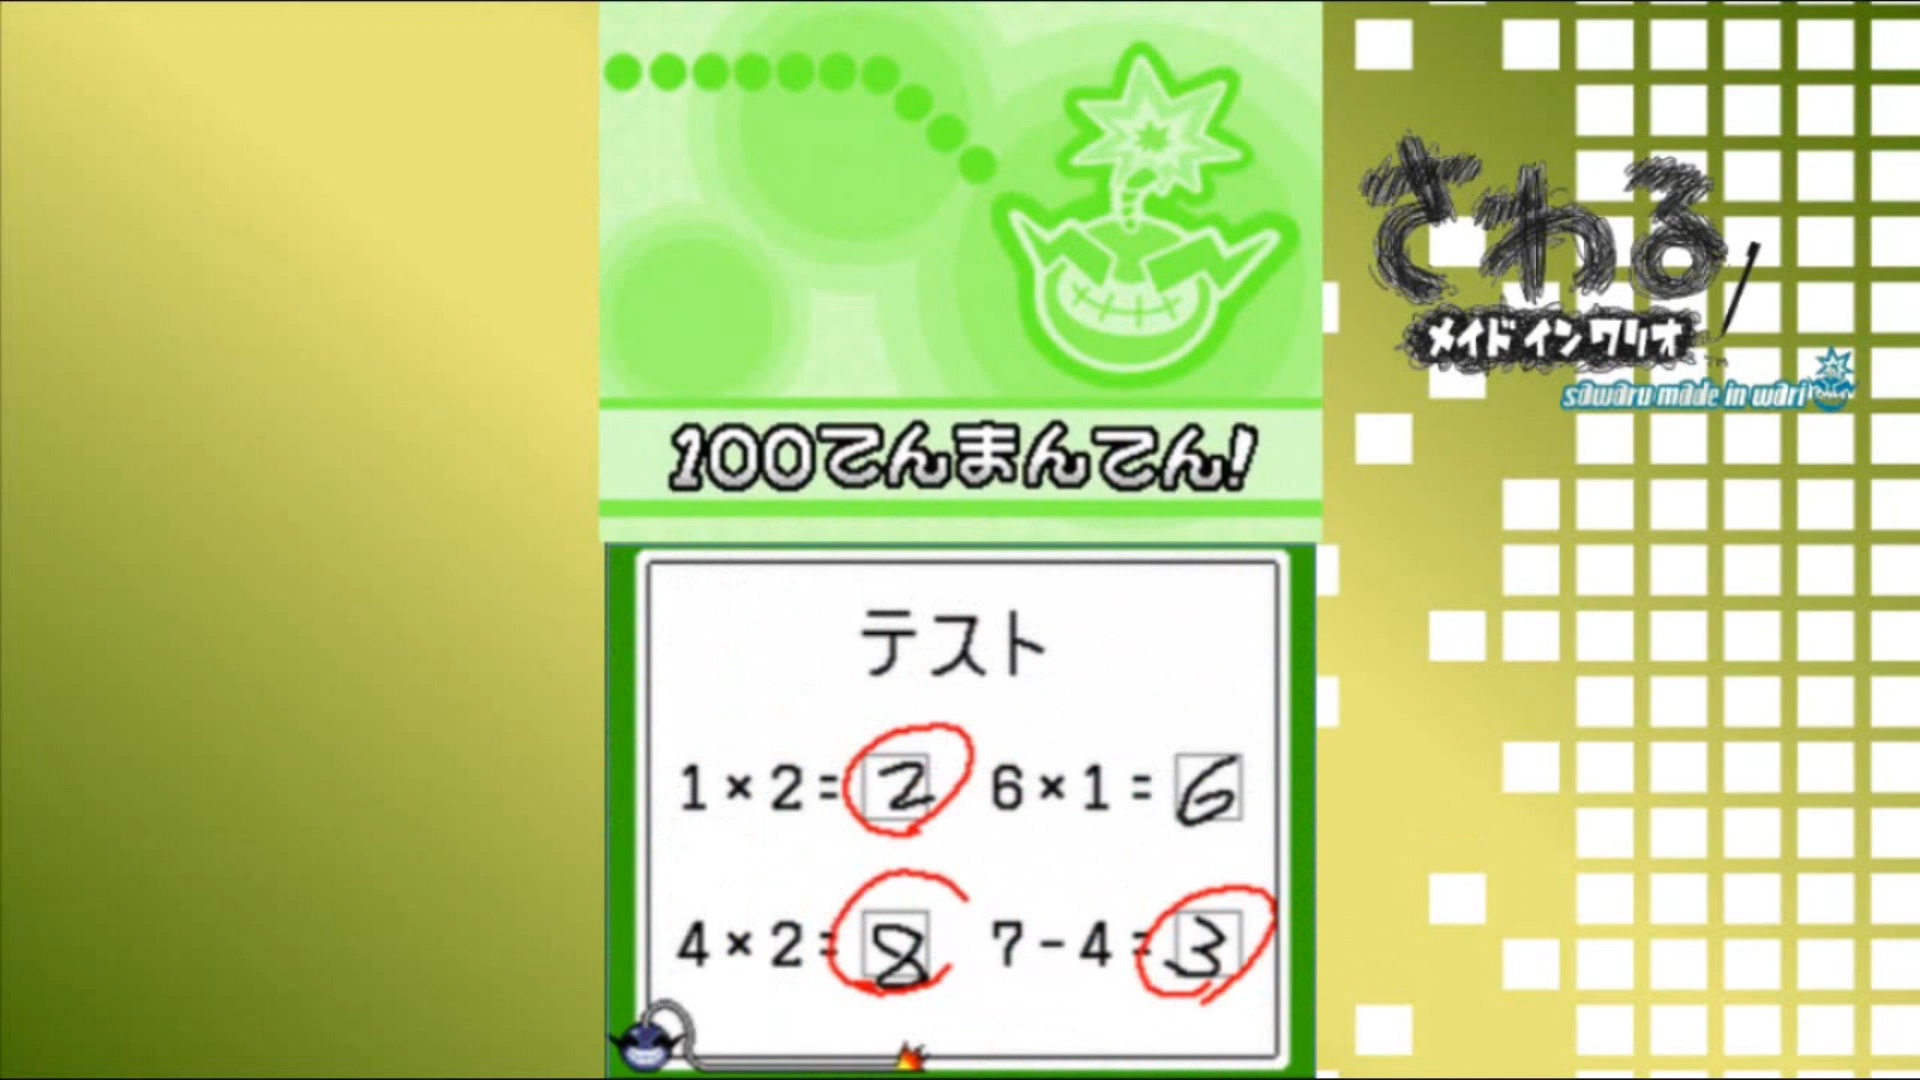 さわる
メイド イン ワリオ
TM
sawaru made in wario
100てんまんてん!
テスト
1×2=2 6×1=6
4×2=8 7-4=3